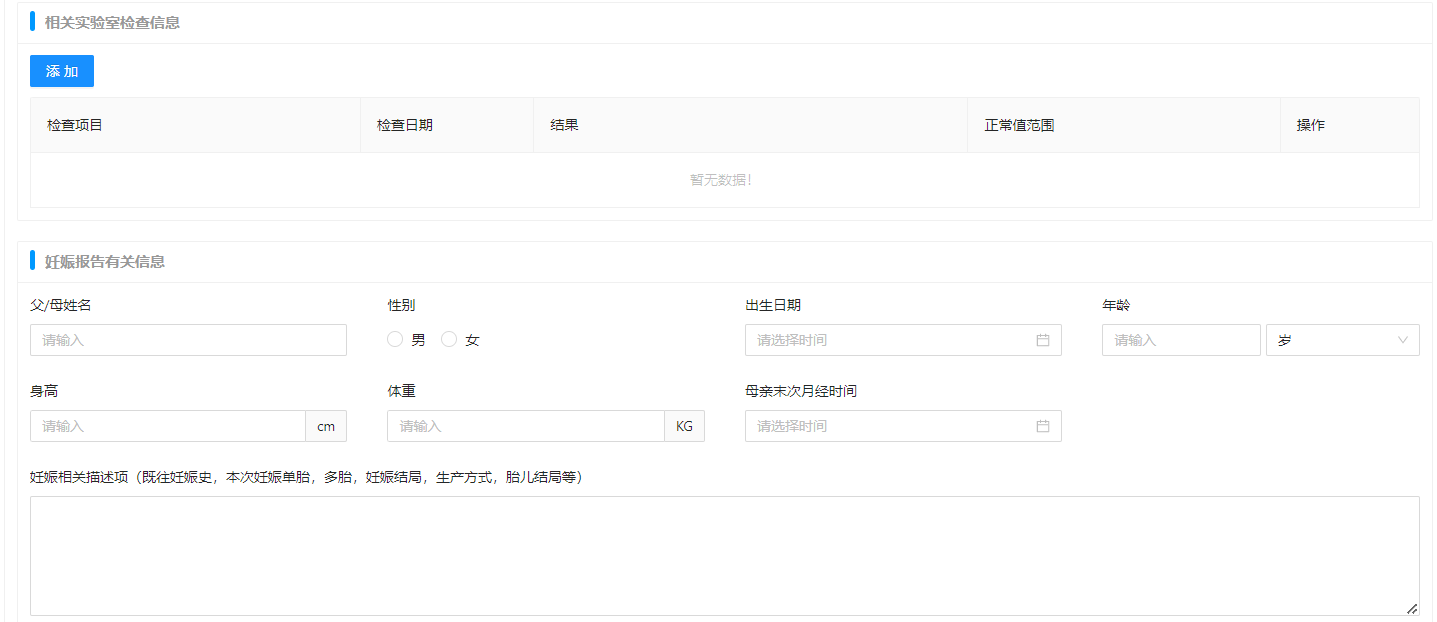 相关实验室检查信息
添 加
检查项目 检查日期 结果 正常值范围 操作
暂无数据!
妊娠报告有关信息
父/母姓名 性别 出生日期 年龄
请输入 男 女 请选择时间 请输入 岁
身高 体重 母亲末次月经时间
请输入 cm 请输入 KG 请选择时间
妊娠相关描述项（既往妊娠史，本次妊娠单胎，多胎，妊娠结局，生产方式，胎儿结局等）